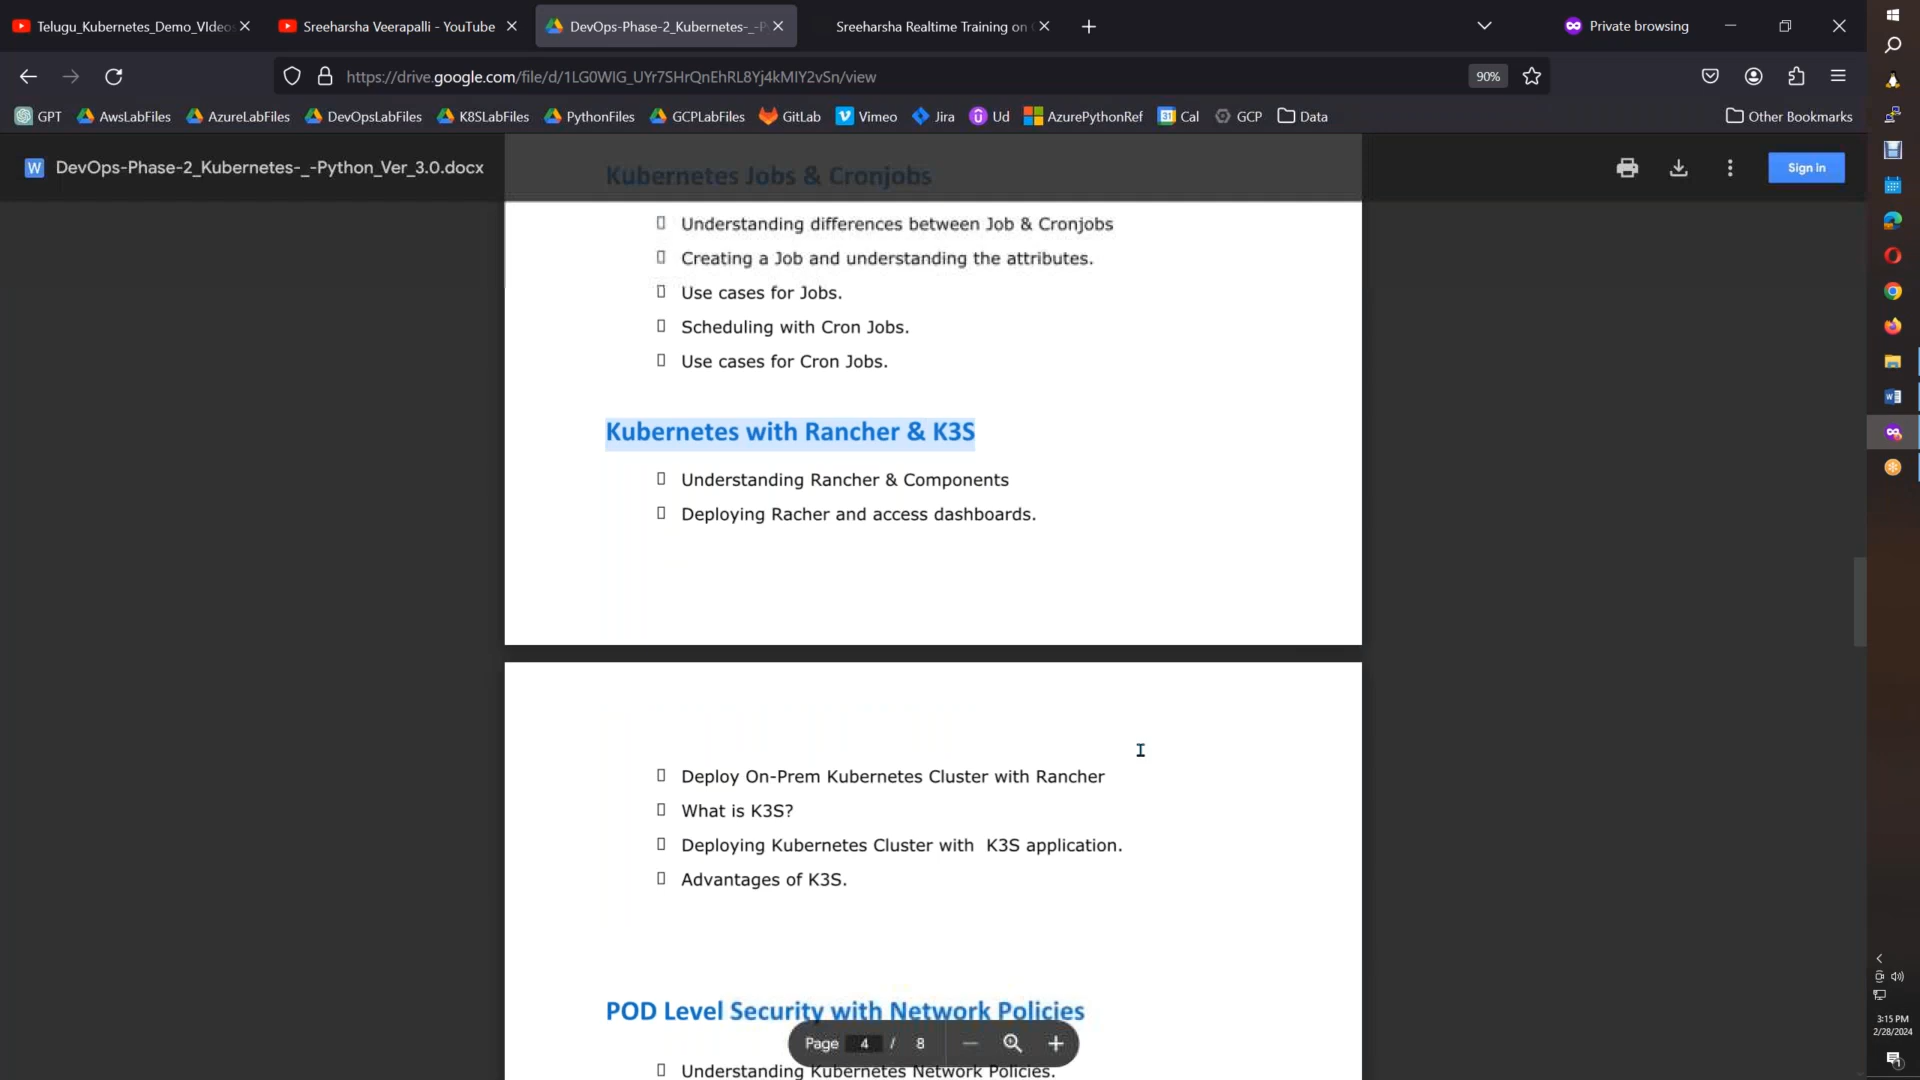 Telugu_Kubernetes_Demo_VIdeos
Sreeharsha Veerapalli - YouTube
DevOps-Phase-2_Kubernetes-_-P
Sreeharsha Realtime Training on
Private browsing
https://drive.google.com/file/d/1LG0WIG_UYr7SHrQnEhRL8Yj4kMIY2vSn/view
90%
GPT
AwsLabFiles
AzureLabFiles
DevOpsLabFiles
K8SLabFiles
PythonFiles
GCPLabFiles
GitLab
Vimeo
Jira
Ud
AzurePythonRef
Cal
GCP
Data
Other Bookmarks
DevOps-Phase-2_Kubernetes-_-Python_Ver_3.0.docx
Sign in
Kubernetes Jobs & Cronjobs
Understanding differences between Job & Cronjobs
Creating a Job and understanding the attributes.
Use cases for Jobs.
Scheduling with Cron Jobs.
Use cases for Cron Jobs.
Kubernetes with Rancher & K3S
Understanding Rancher & Components
Deploying Racher and access dashboards.
Deploy On-Prem Kubernetes Cluster with Rancher
What is K3S?
Deploying Kubernetes Cluster with  K3S application.
Advantages of K3S.
POD Level Security with Network Policies
Page 4 / 8
Understanding Kubernetes Network Policies.
3:15 PM
2/28/2024